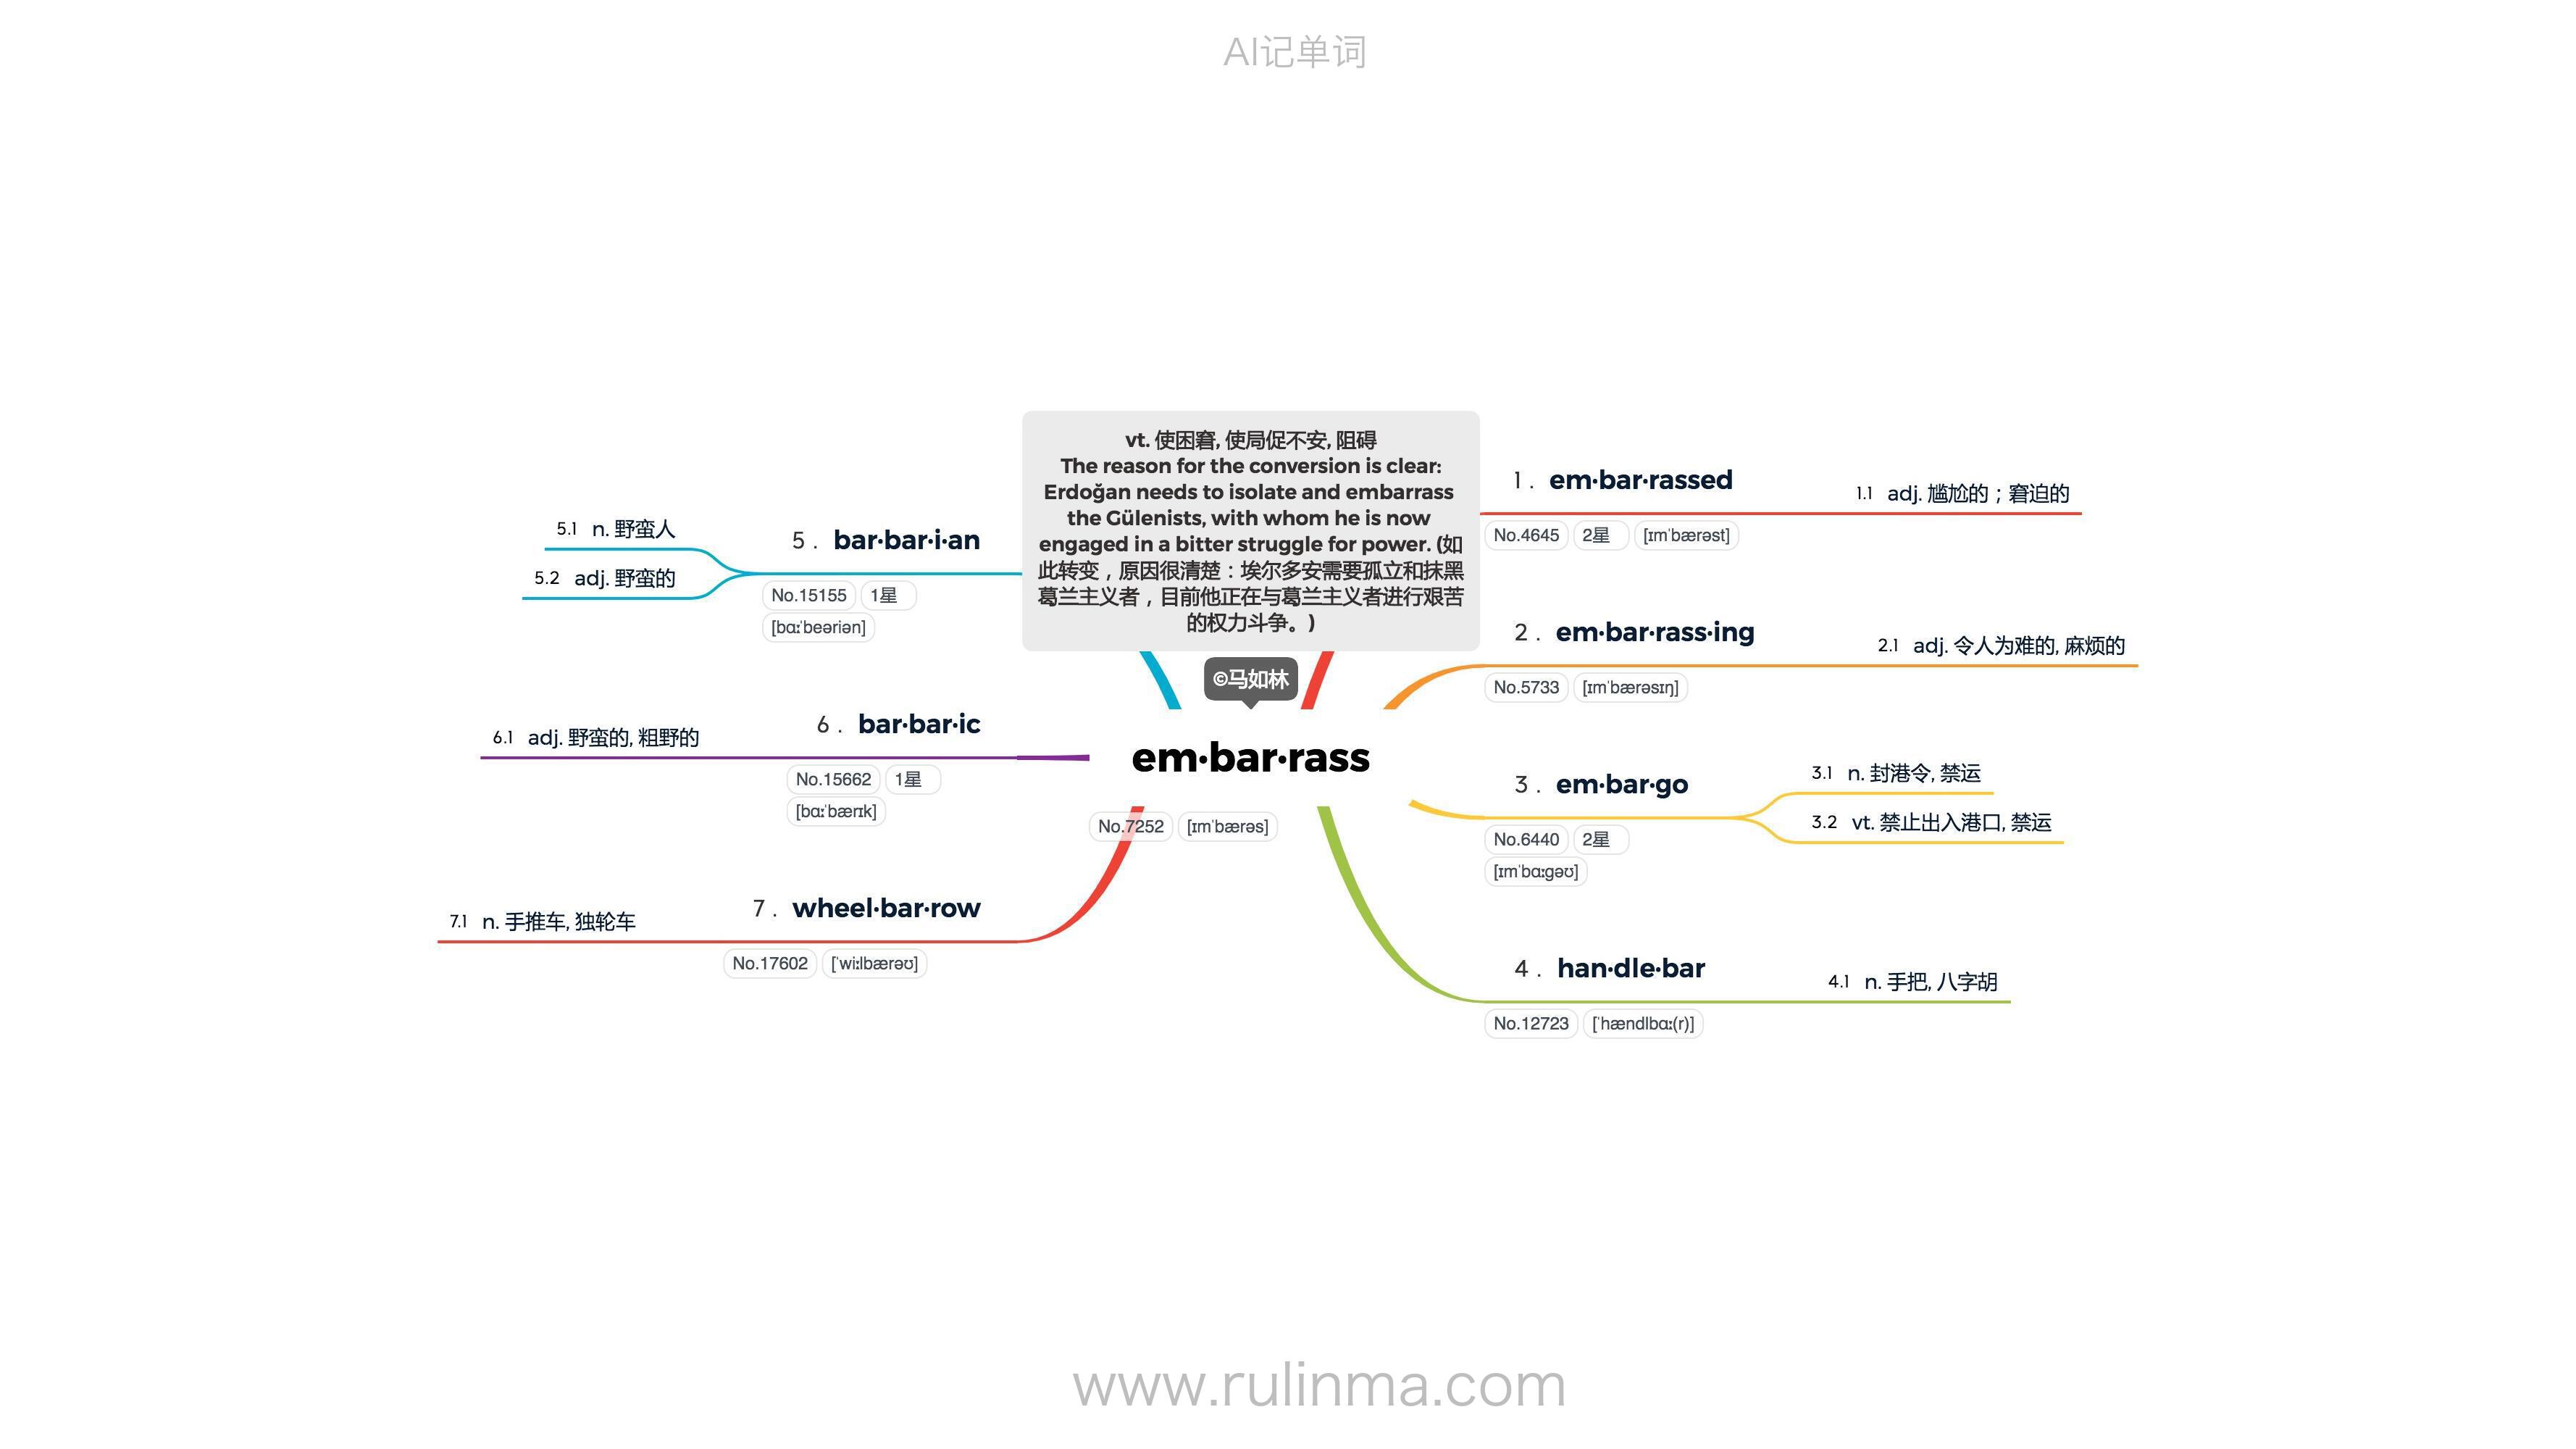 AI记单词
vt. 使困窘, 使局促不安, 阻碍
The reason for the conversion is clear:
Erdoğan needs to isolate and embarrass
the Gülenists, with whom he is now
engaged in a bitter struggle for power. (如
此转变，原因很清楚：埃尔多安需要孤立和抹黑
葛兰主义者，目前他正在与葛兰主义者进行艰苦
的权力斗争。)
©马如林
em·bar·rass
No.7252 [ɪmˈbærəs]
1. em·bar·rassed
No.4645 2星 [ɪmˈbærəst]
1.1 adj. 尴尬的；窘迫的
2. em·bar·rass·ing
No.5733 [ɪmˈbærəsɪŋ]
2.1 adj. 令人为难的, 麻烦的
3. em·bar·go
No.6440 2星
[ɪmˈbɑːɡəʊ]
3.1 n. 封港令, 禁运
3.2 vt. 禁止出入港口, 禁运
4. han·dle·bar
No.12723 [ˈhændlbɑː(r)]
4.1 n. 手把, 八字胡
5. bar·bar·i·an
No.15155 1星
[bɑːˈbeəriən]
5.1 n. 野蛮人
5.2 adj. 野蛮的
6. bar·bar·ic
No.15662 1星
[bɑːˈbærɪk]
6.1 adj. 野蛮的, 粗野的
7. wheel·bar·row
No.17602 [ˈwiːlbærəʊ]
7.1 n. 手推车, 独轮车
www.rulinma.com